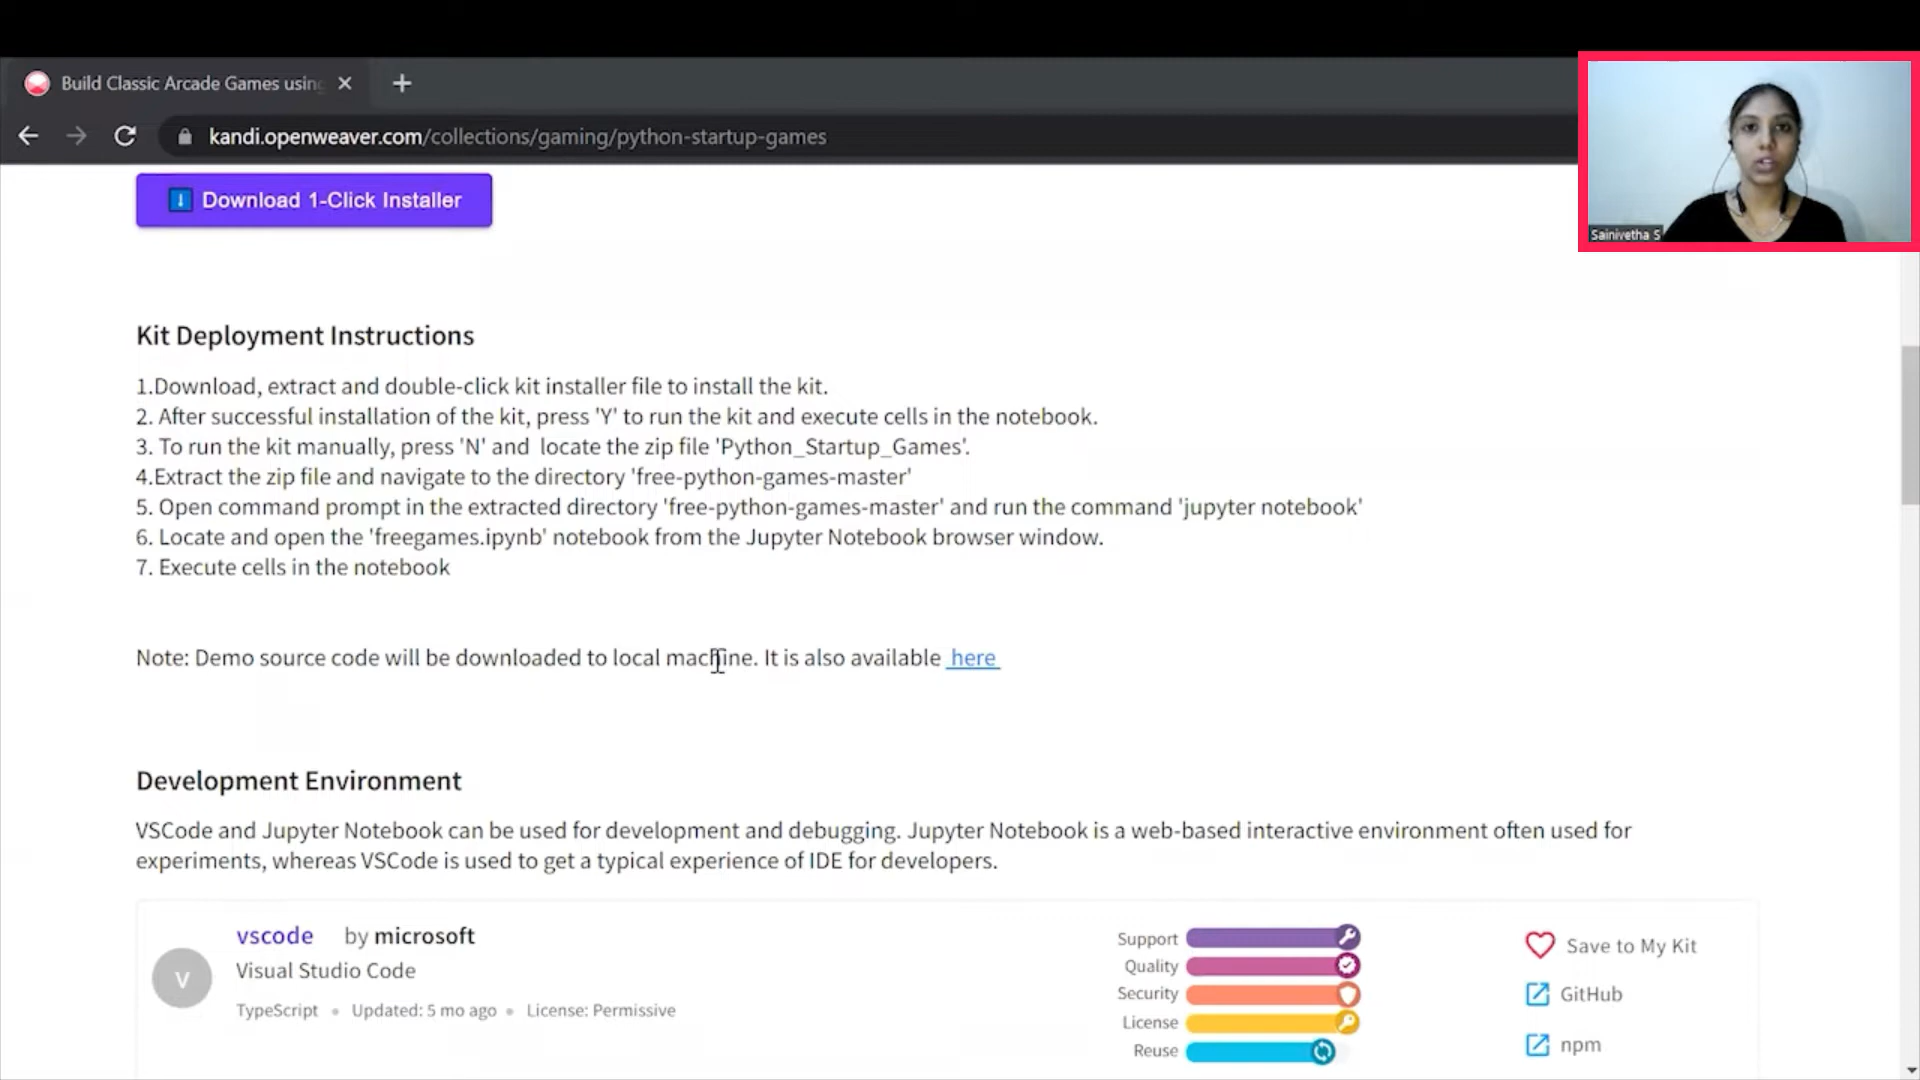 Build Classic Arcade Games using
kandi.openweaver.com/collections/gaming/python-startup-games
Sainivetha S
Download 1-Click Installer
Kit Deployment Instructions
1.Download, extract and double-click kit installer file to install the kit.
2. After successful installation of the kit, press 'Y' to run the kit and execute cells in the notebook.
3. To run the kit manually, press 'N' and locate the zip file 'Python_Startup_Games'.
4.Extract the zip file and navigate to the directory 'free-python-games-master'
5. Open command prompt in the extracted directory 'free-python-games-master' and run the command 'jupyter notebook'
6. Locate and open the 'freegames.ipynb' notebook from the Jupyter Notebook browser window.
7. Execute cells in the notebook
Note: Demo source code will be downloaded to local machine. It is also available here
Development Environment
VSCode and Jupyter Notebook can be used for development and debugging. Jupyter Notebook is a web-based interactive environment often used for
experiments, whereas VSCode is used to get a typical experience of IDE for developers.
V
vscode by microsoft
Visual Studio Code
TypeScript • Updated: 5 mo ago • License: Permissive
Support
Quality
Security
License
Reuse
Save to My Kit
GitHub
npm